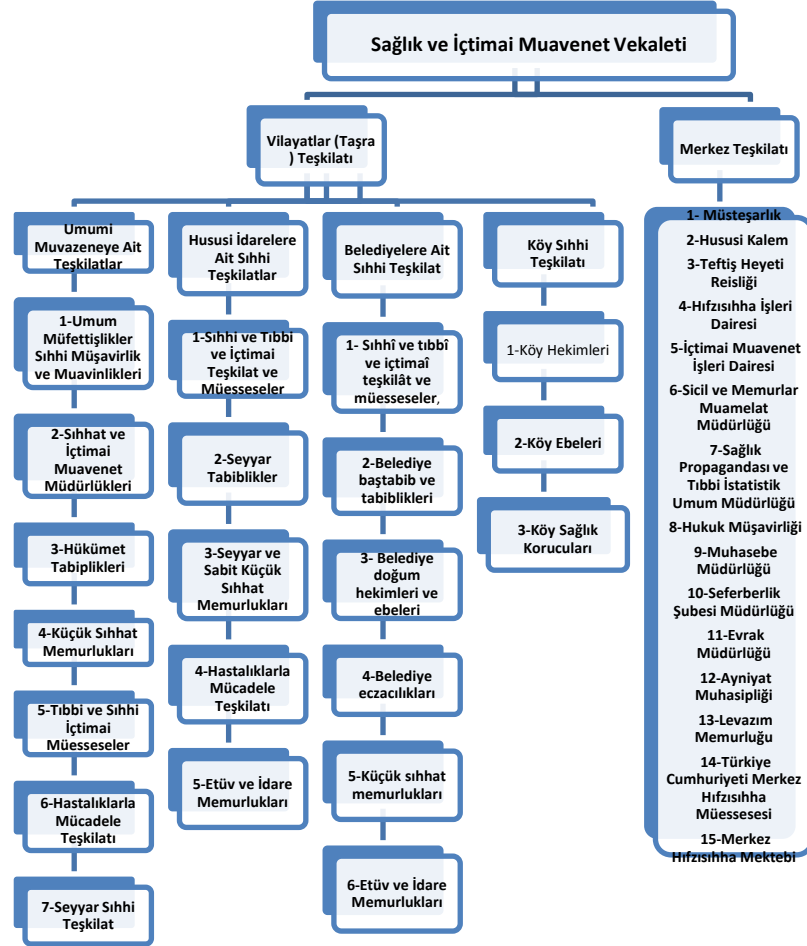 Sağlık ve İçtimai Muavenet Vekaleti
Vilayatlar (Taşra
) Teşkilatı
Merkez Teşkilatı
Umumi
Muvazeneye Ait
Teşkilatlar
1-Umum
Müfettişlikler
Sıhhi Müşavirlik
ve Muavinlikleri
2-Sıhhat ve
İçtimai
Muavenet
Müdürlükleri
3-Hükümet
Tabiplikleri
4-Küçük Sıhhat
Memurlukları
5-Tıbbi ve Sıhhi
İçtimai
Müesseseler
6-Hastalıklarla
Mücadele
Teşkilatı
7-Seyyar Sıhhi
Teşkilat
Hususi İdarelere
Ait Sıhhi
Teşkilatlar
1-Sıhhi ve Tıbbi
ve İçtimai
Teşkilat ve
Müesseseler
2-Seyyar
Tabiblikler
3-Seyyar ve
Sabit Küçük
Sıhhat
Memurlukları
4-Hastalıklarla
Mücadele
Teşkilatı
5-Etüv ve İdare
Memurlukları
Belediyelere Ait
Sıhhi Teşkilat
1- Sıhhî ve tıbbî
ve içtimaî
teşkilât ve
müesseseler,
2-Belediye
baştabib ve
tabiblikleri
3- Belediye
doğum
hekimleri ve
ebeleri
4-Belediye
eczacılıkları
5-Küçük sıhhat
memurlukları
6-Etüv ve İdare
Memurlukları
Köy Sıhhi
Teşkilatı
1-Köy Hekimleri
2-Köy Ebeleri
3-Köy Sağlık
Korucuları
1- Müsteşarlık
2-Hususi Kalem
3-Teftiş Heyeti
Reisliği
4-Hıfzısıhha İşleri
Dairesi
5-İçtimai Muavenet
İşleri Dairesi
6-Sicil ve Memurlar
Muamelat
Müdürlüğü
7-Sağlık
Propagandası ve
Tıbbi İstatistik
Umum Müdürlüğü
8-Hukuk Müşavirliği
9-Muhasebe
Müdürlüğü
10-Seferberlik
Şubesi Müdürlüğü
11-Evrak
Müdürlüğü
12-Ayniyat
Muhasipliği
13-Levazım
Memurluğu
14-Türkiye
Cumhuriyeti Merkez
Hıfzısıhha
Müessesesi
15-Merkez
Hıfzısıhha Mektebi